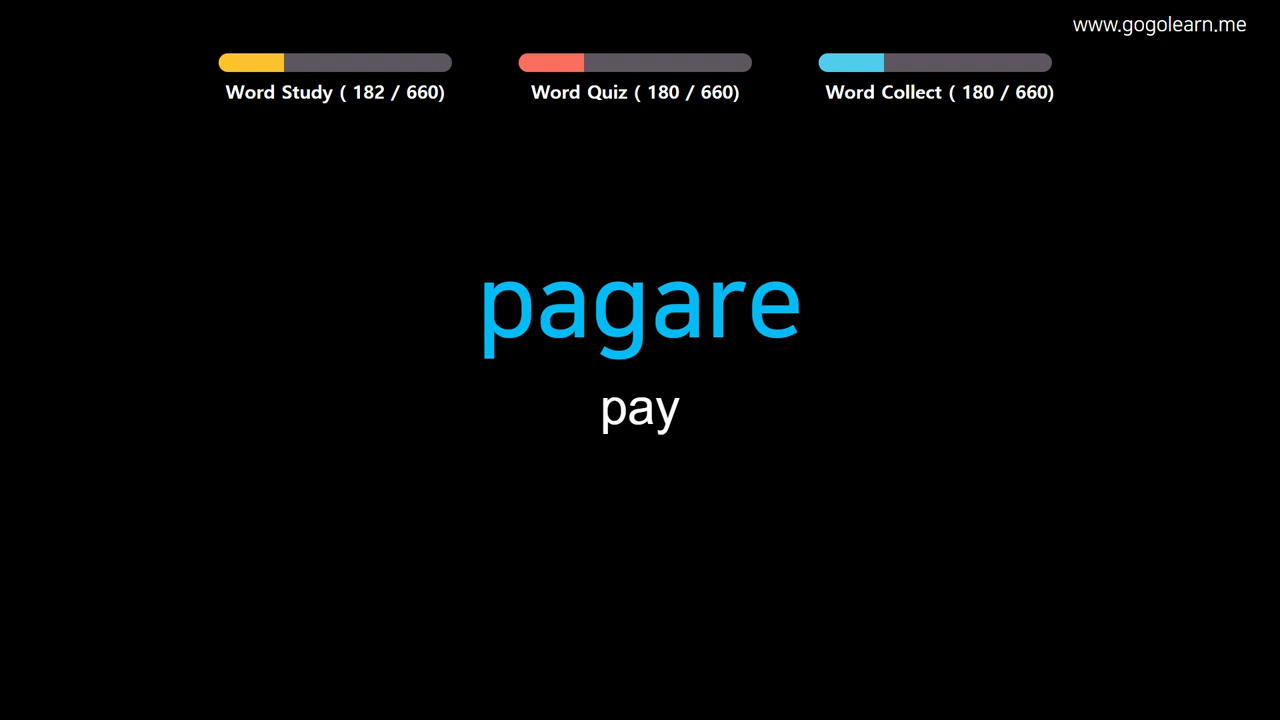 www.gogolearn.me
Word Study ( 182 / 660)
Word Quiz ( 180 / 660)
Word Collect ( 180 / 660)
pagare
pay